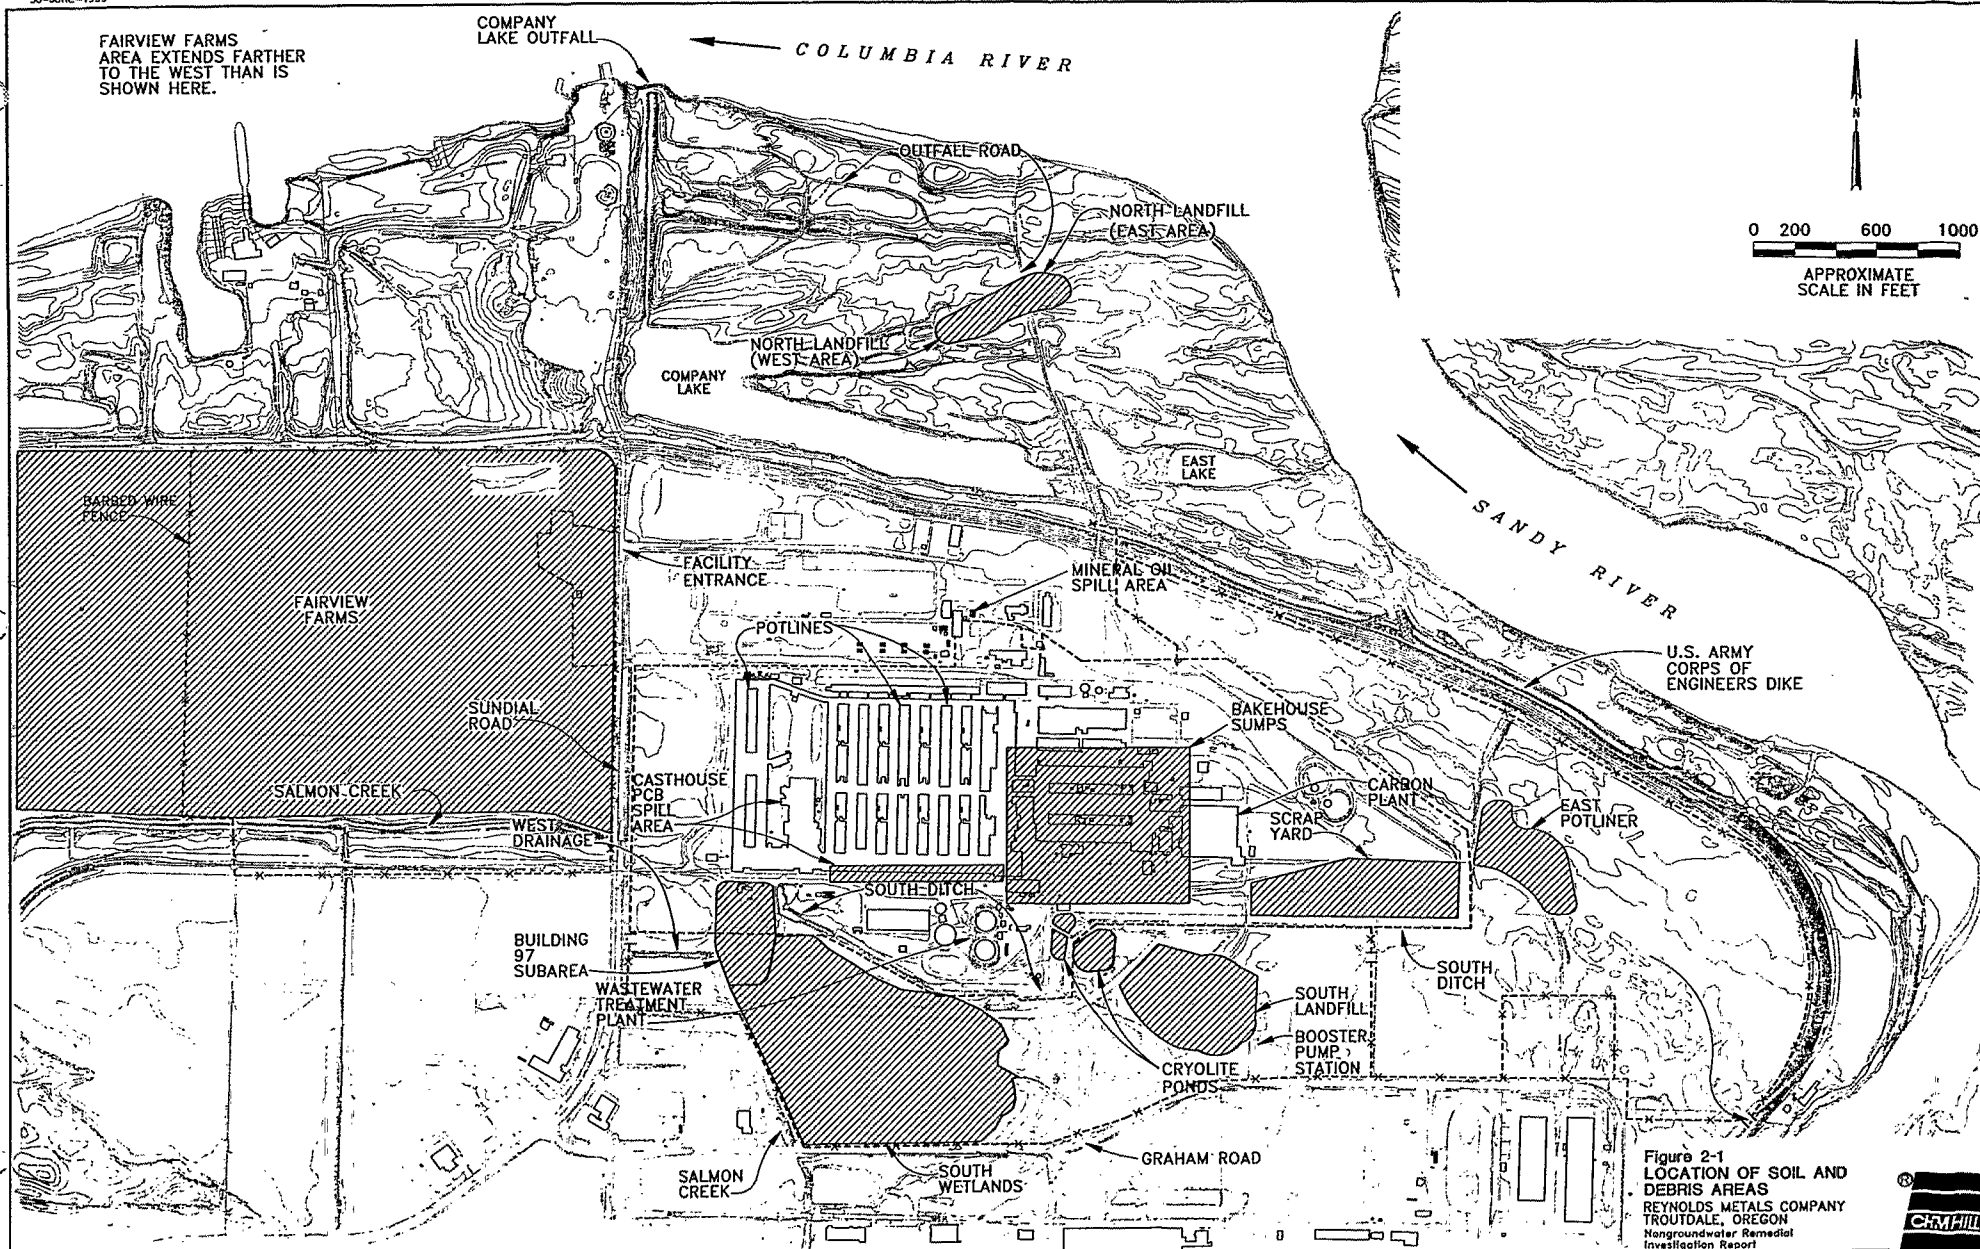 FAIRVIEW FARMS
AREA EXTENDS FARTHER
TO THE WEST THAN IS
SHOWN HERE.
COMPANY
LAKE OUTFALL
COLUMBIA RIVER
N
0 200 600 1000
APPROXIMATE
SCALE IN FEET
OUTFALL ROAD
NORTH LANDFILL
(EAST AREA)
NORTH LANDFILL
(WEST AREA)
COMPANY
LAKE
EAST
LAKE
SANDY RIVER
BARBED WIRE
FENCE
FACILITY
ENTRANCE
MINERAL OIL
SPILL AREA
FAIRVIEW
FARMS
POTLINES
U.S. ARMY
CORPS OF
ENGINEERS DIKE
SUNDIAL
ROAD
BAKEHOUSE
SUMPS
CASTHOUSE
PCB
SPILL
AREA
SALMON CREEK
CARBON
PLANT
SCRAP
YARD
EAST
POTLINER
WEST
DRAINAGE
SOUTH DITCH
BUILDING
97
SUBAREA
WASTEWATER
TREATMENT
PLANT
SOUTH
DITCH
SOUTH
LANDFILL
BOOSTER
PUMP
STATION
CRYOLITE
PONDS
SALMON
CREEK
SOUTH
WETLANDS
GRAHAM ROAD
Figure 2-1
LOCATION OF SOIL AND
DEBRIS AREAS
REYNOLDS METALS COMPANY
TROUTDALE, OREGON
Nongroundwater Remedial
Investigation Report
®
CH2M HILL